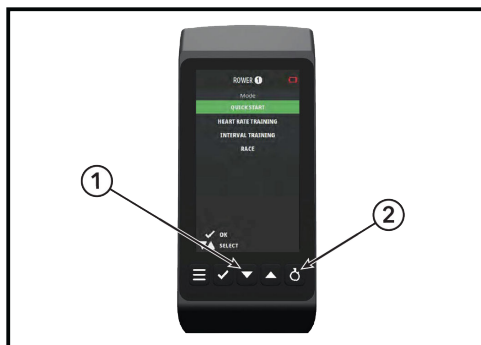 ROWER 1
Mode
QUICKSTART
HEART RATE TRAINING
INTERVAL TRAINING
RACE
OK
SELECT
1
2